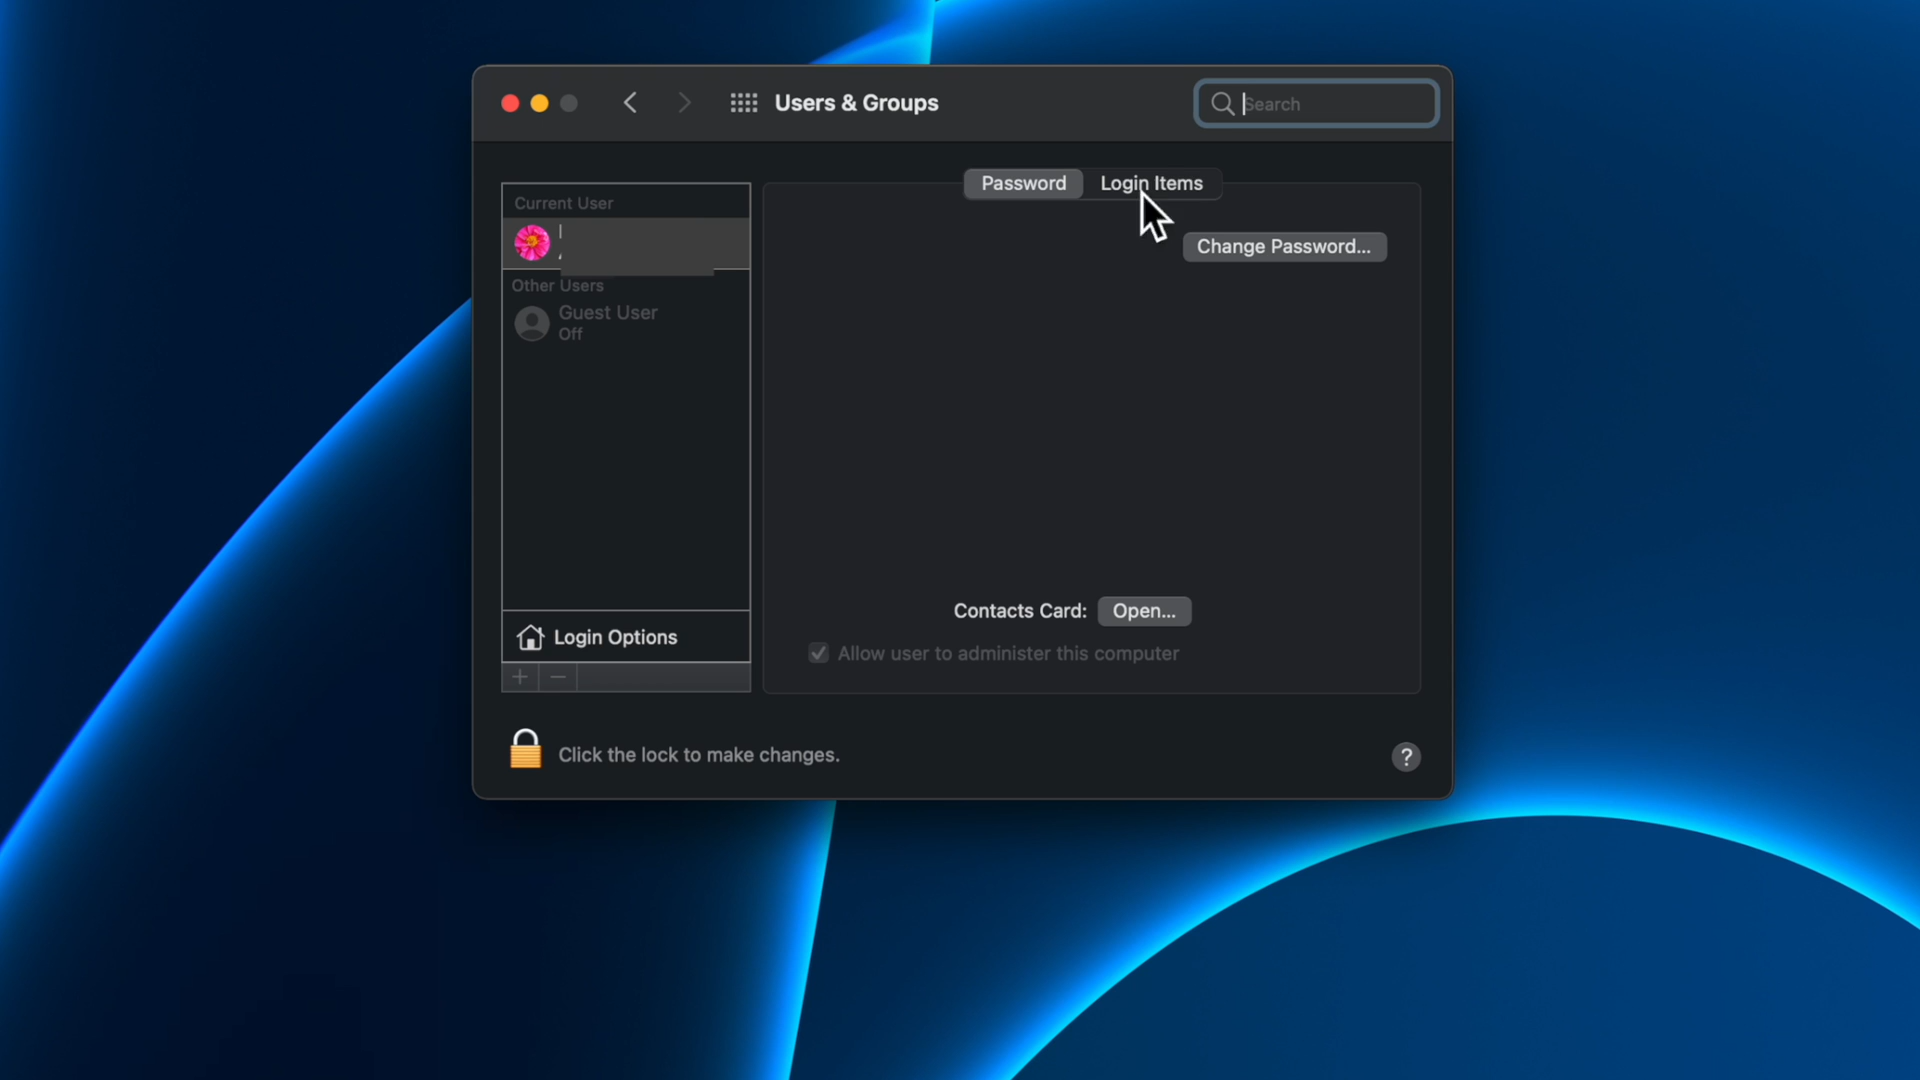 Users & Groups
Search
Password
Login Items
Current User
Change Password...
Other Users
Guest User
Off
Contacts Card:
Open...
Login Options
Allow user to administer this computer
Click the lock to make changes.
?